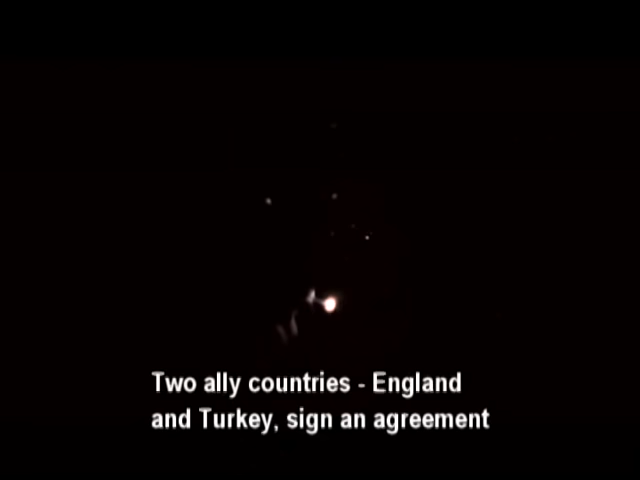 Two ally countries - England
and Turkey, sign an agreement